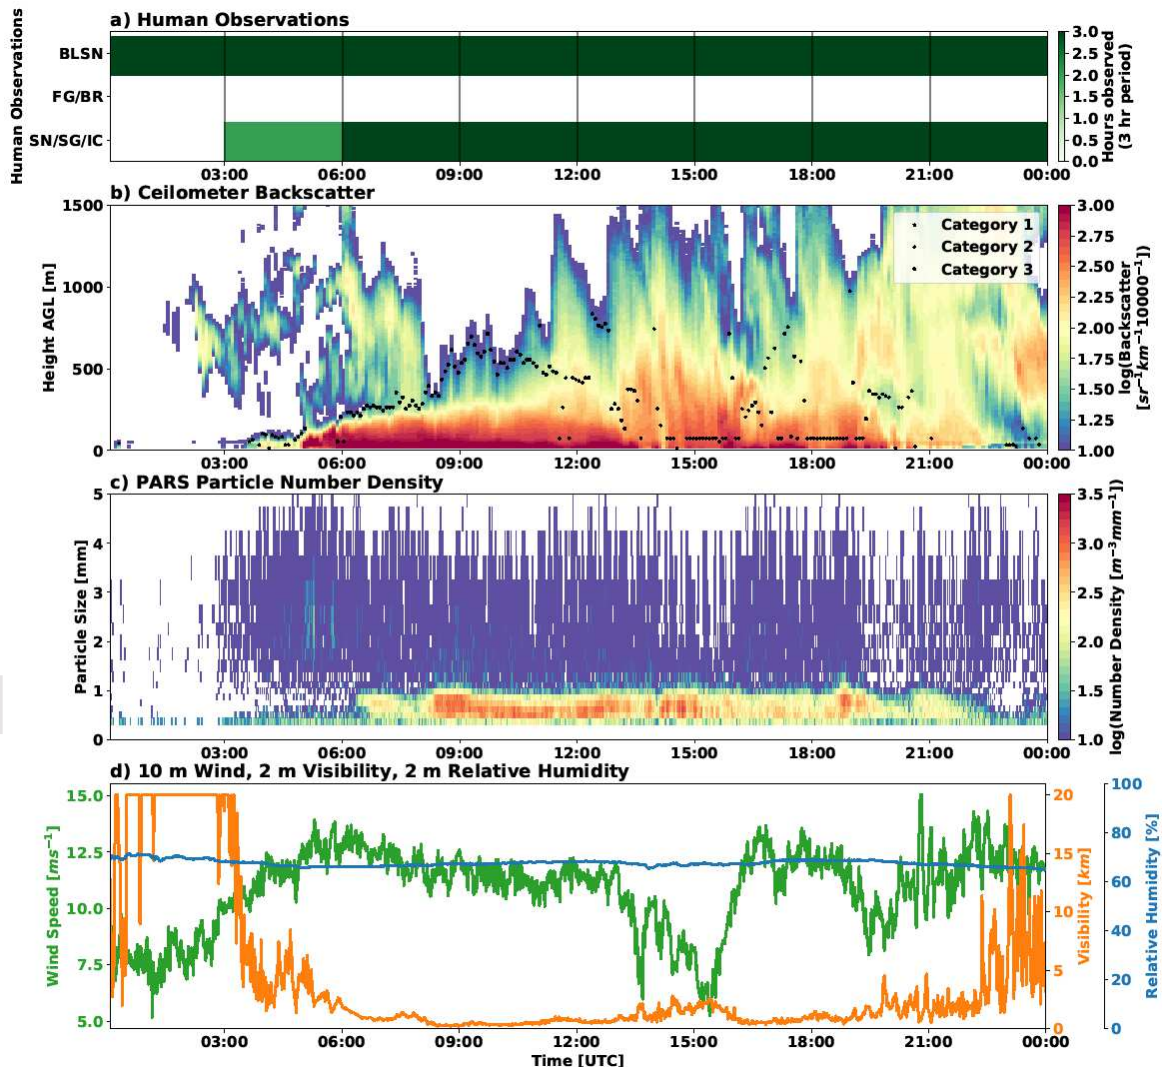 a) Human Observations
Human Observations
BLSN
FG/BR
SN/SG/IC
03:00 06:00 09:00 12:00 15:00 18:00 21:00 00:00
3.0
2.5
2.0
1.5
1.0
0.5
0.0
Hours observed
(3 hr period)
b) Ceilometer Backscatter
Height AGL [m]
1500
1000
500
0
Category 1
Category 2
Category 3
03:00 06:00 09:00 12:00 15:00 18:00 21:00 00:00
3.00
2.75
2.50
2.25
2.00
1.75
1.50
1.25
1.00
log(Backscatter
[sr⁻¹km⁻¹10000⁻¹])
c) PARS Particle Number Density
Particle Size [mm]
5
4
3
2
1
0
03:00 06:00 09:00 12:00 15:00 18:00 21:00 00:00
3.5
3.0
2.5
2.0
1.5
1.0
log(Number Density [m⁻³mm⁻¹])
d) 10 m Wind, 2 m Visibility, 2 m Relative Humidity
Wind Speed [ms⁻¹]
15.0
12.5
10.0
7.5
5.0
03:00 06:00 09:00 12:00 15:00 18:00 21:00 00:00
Time [UTC]
20
15
10
5
0
Visibility [km]
100
80
60
40
20
0
Relative Humidity [%]